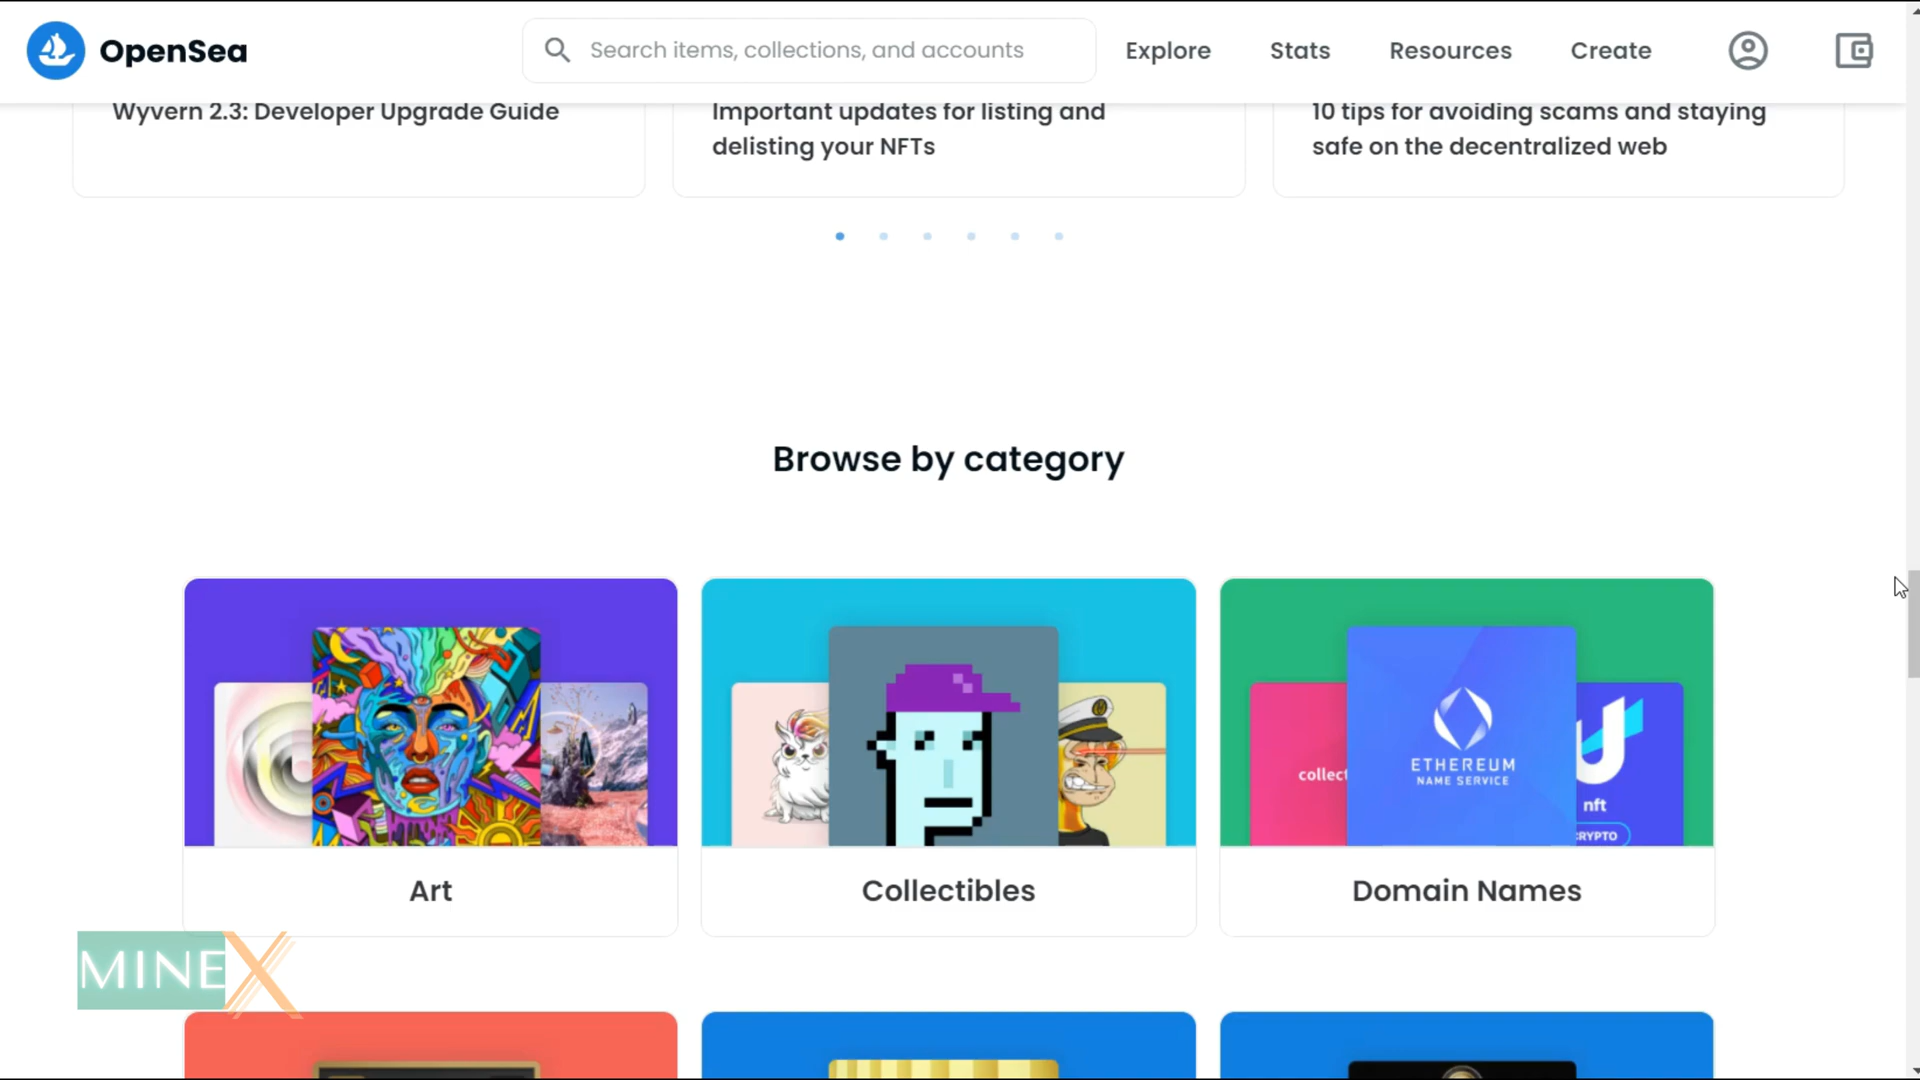 OpenSea
Search items, collections, and accounts
Explore
Stats
Resources
Create
Wyvern 2.3: Developer Upgrade Guide
Important updates for listing and
delisting your NFTs
10 tips for avoiding scams and staying
safe on the decentralized web
Browse by category
collect
ETHEREUM
NAME SERVICE
nft
CRYPTO
Art
Collectibles
Domain Names
MINEX